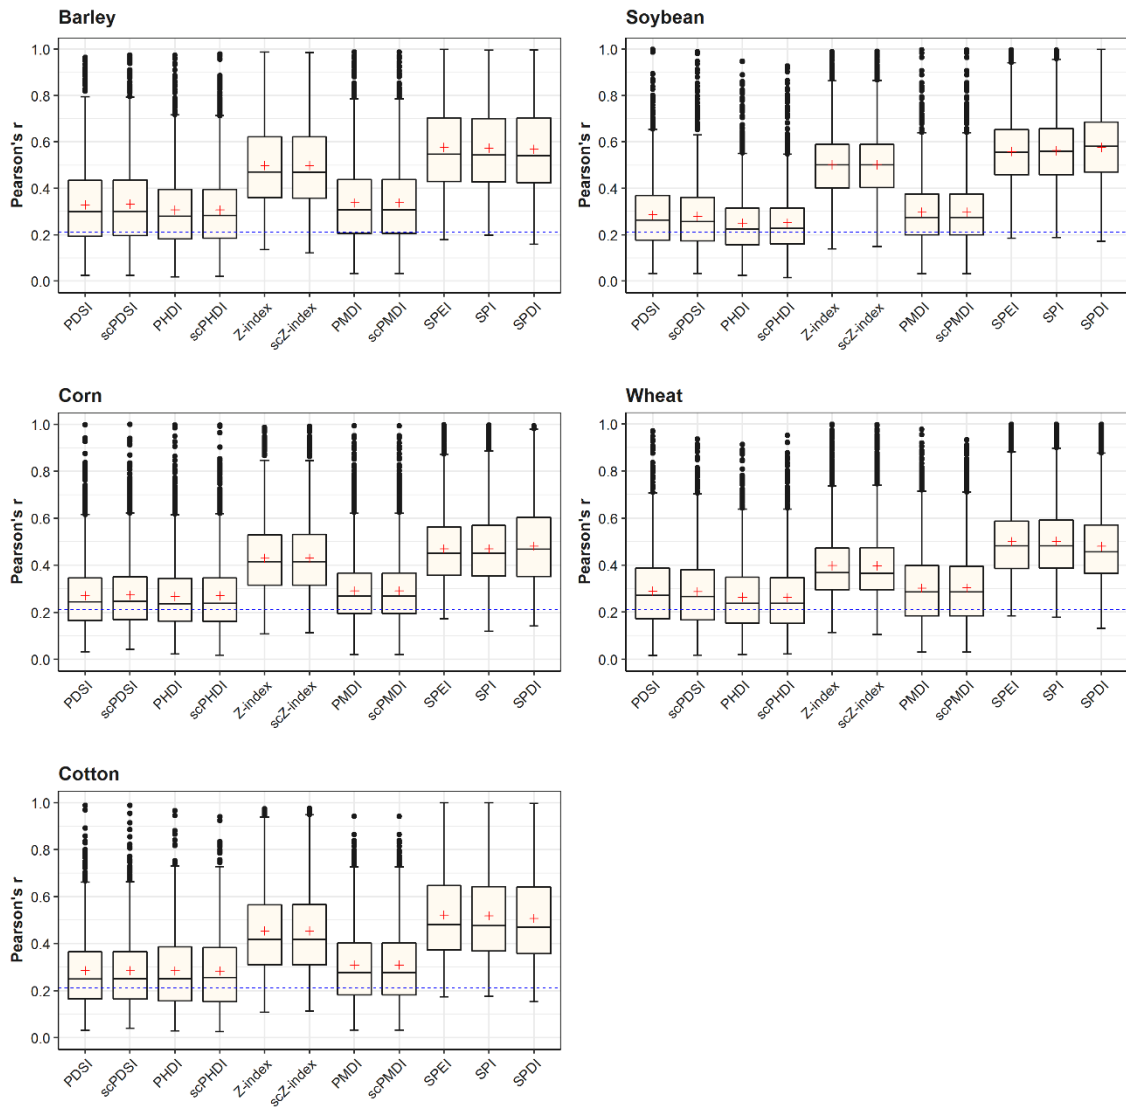 Barley
Pearson's r
1.0
0.8
0.6
0.4
0.2
0.0
PDSI scPDSI PHDI scPHDI Z-index scZ-index PMDI scPMDI SPEI SPI SPDI
Soybean
Pearson's r
1.0
0.8
0.6
0.4
0.2
0.0
PDSI scPDSI PHDI scPHDI Z-index scZ-index PMDI scPMDI SPEI SPI SPDI
Corn
Pearson's r
1.0
0.8
0.6
0.4
0.2
0.0
PDSI scPDSI PHDI scPHDI Z-index scZ-index PMDI scPMDI SPEI SPI SPDI
Wheat
Pearson's r
1.0
0.8
0.6
0.4
0.2
0.0
PDSI scPDSI PHDI scPHDI Z-index scZ-index PMDI scPMDI SPEI SPI SPDI
Cotton
Pearson's r
1.0
0.8
0.6
0.4
0.2
0.0
PDSI scPDSI PHDI scPHDI Z-index scZ-index PMDI scPMDI SPEI SPI SPDI